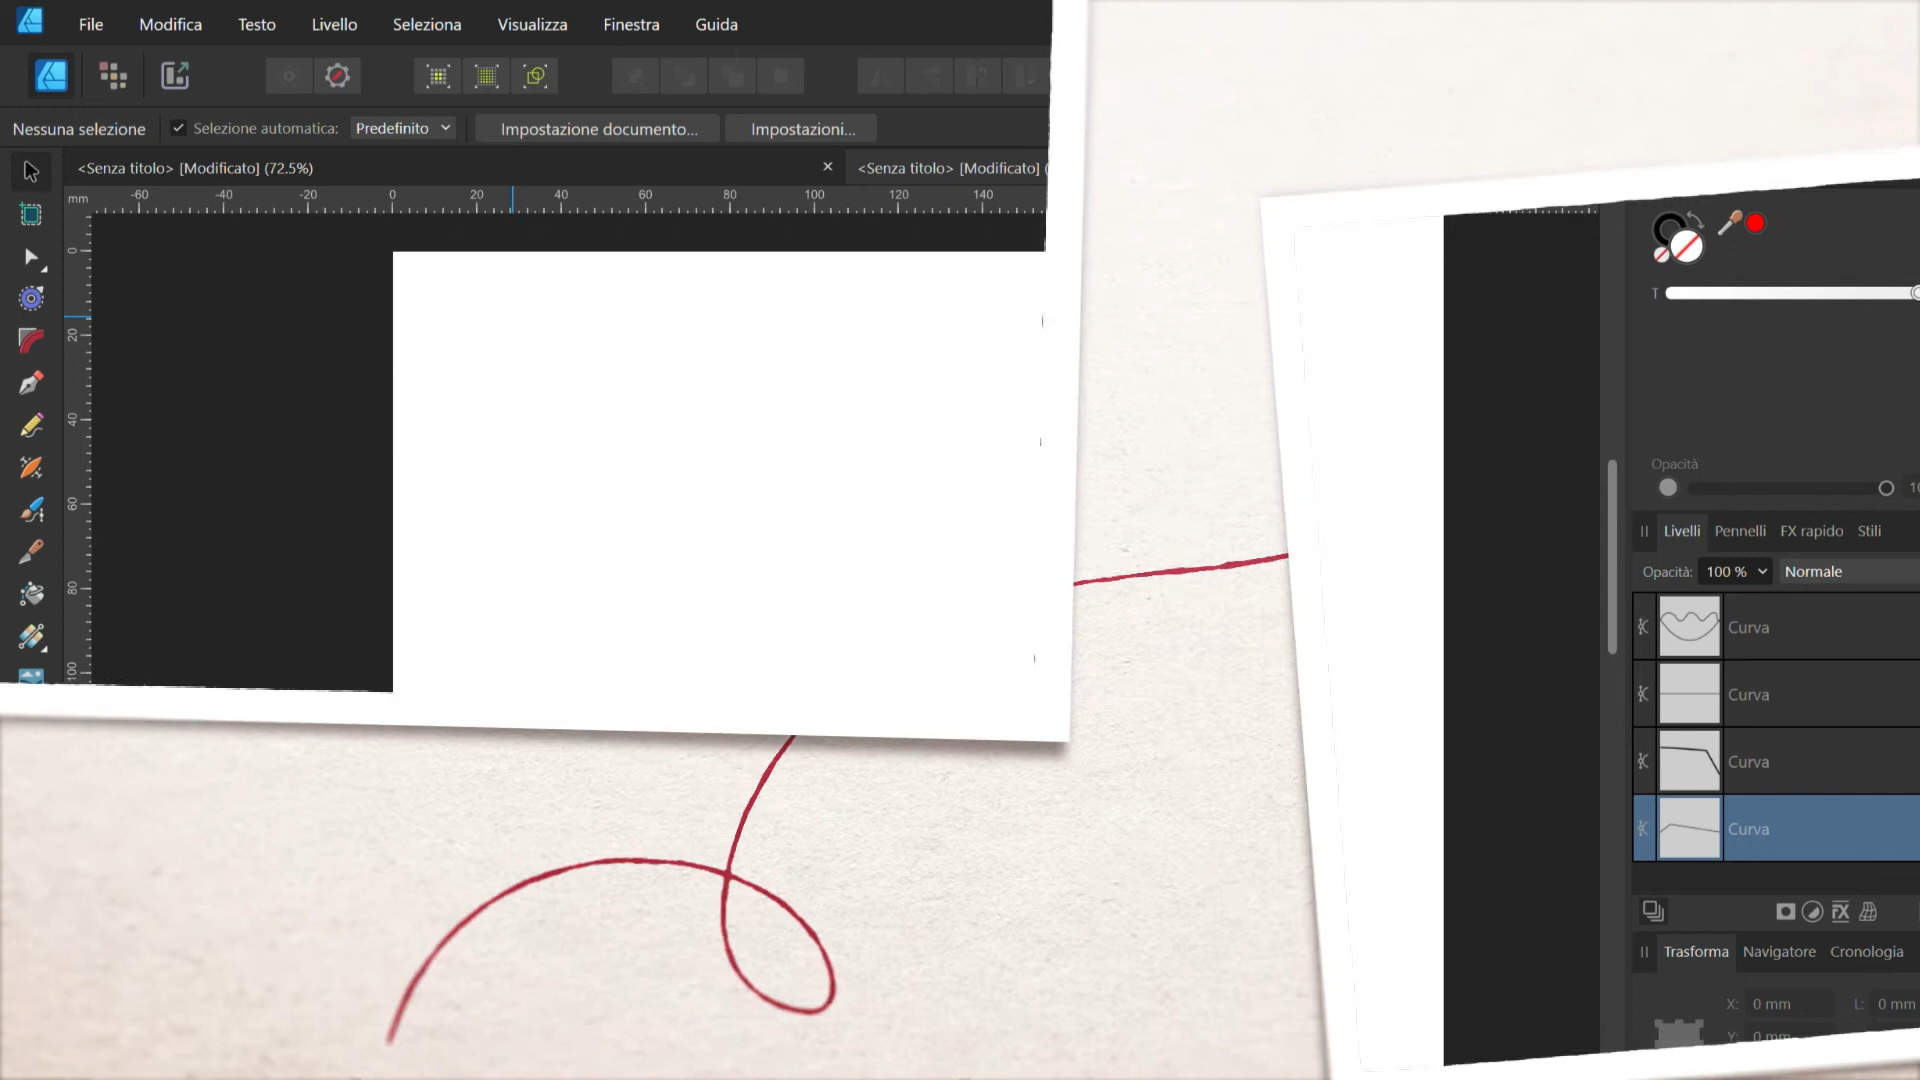 File Modifica Testo Livello Seleziona Visualizza Finestra Guida
Nessuna selezione Selezione automatica: Predefinito Impostazione documento... Impostazioni...
<Senza titolo> [Modificato] (72.5%) × <Senza titolo> [Modificato] (
mm -60 -40 -20 0 20 40 60 80 100 120 140
0
20
40
60
80
100
T
Opacità
Livelli Pennelli FX rapido Stili
Opacità: 100 % Normale
Curva
Curva
Curva
Curva
FX
Trasforma Navigatore Cronologia
X: 0 mm L: 0 mm
Y: 0 mm